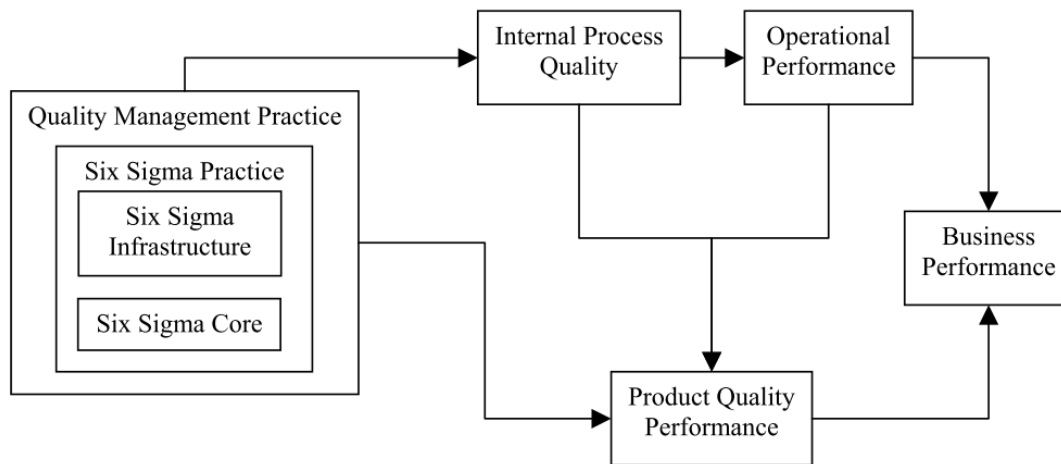 Internal Process
Quality
Operational
Performance
Quality Management Practice
Six Sigma Practice
Six Sigma
Infrastructure
Six Sigma Core
Business
Performance
Product Quality
Performance